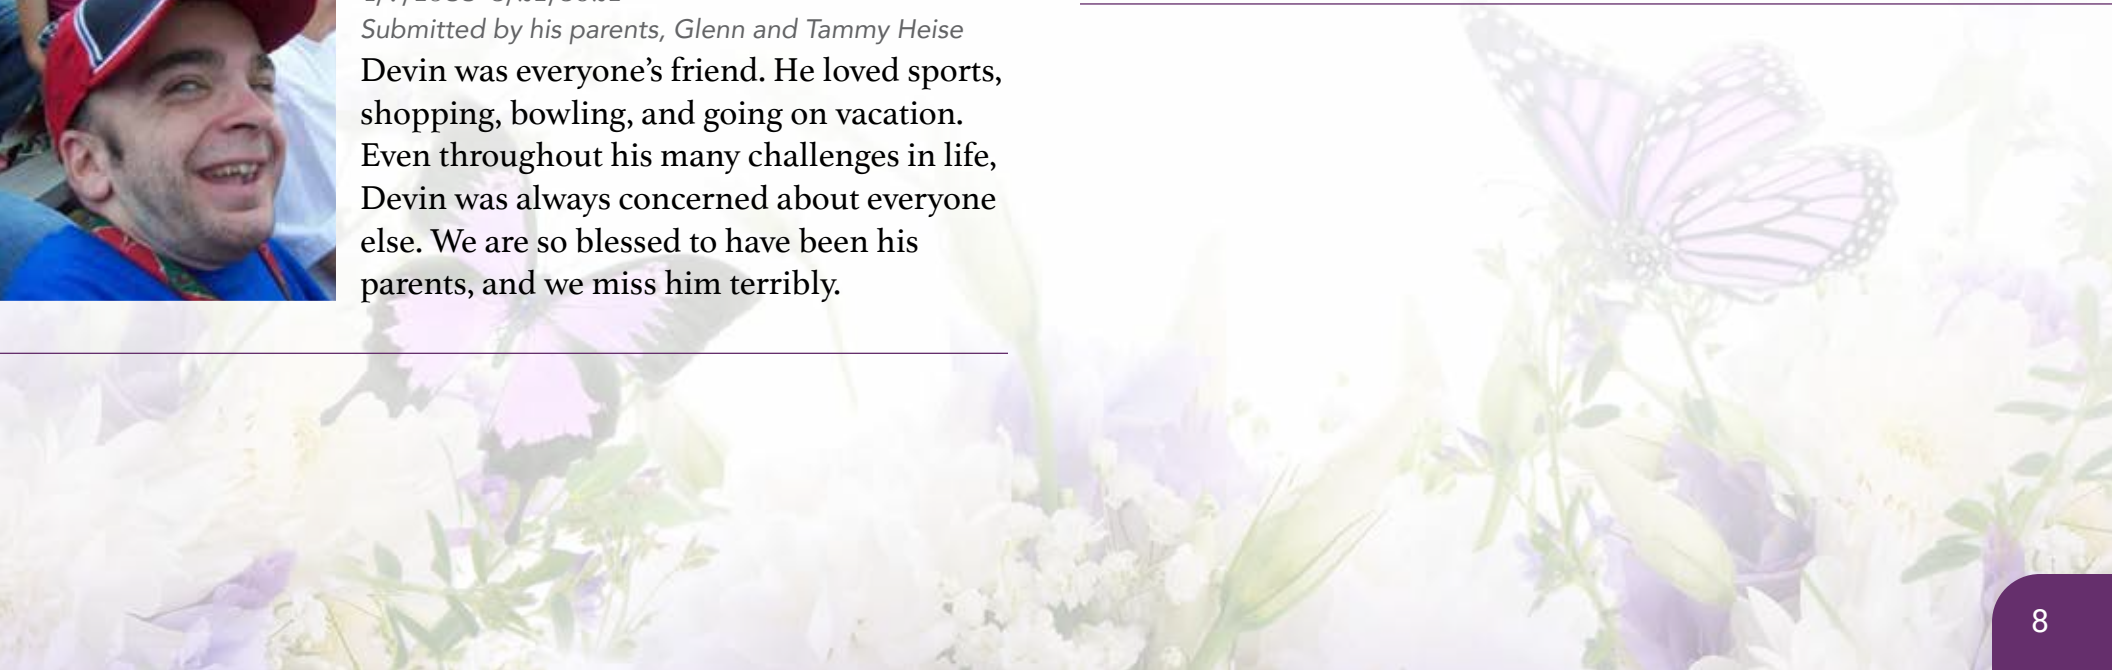 Submitted by his parents, Glenn and Tammy Heise
Devin was everyone’s friend. He loved sports,
shopping, bowling, and going on vacation.
Even throughout his many challenges in life,
Devin was always concerned about everyone
else. We are so blessed to have been his
parents, and we miss him terribly.
8